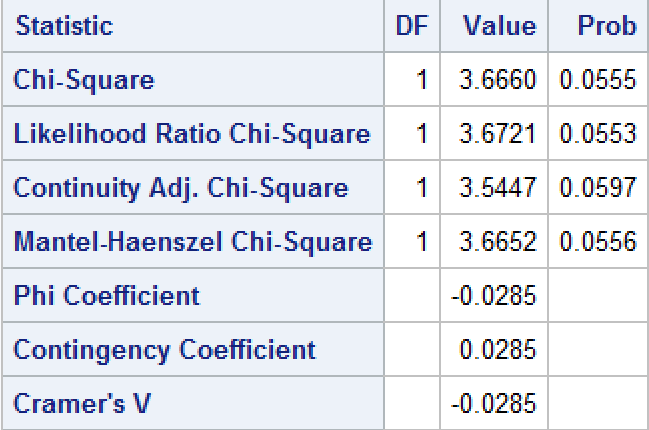 Statistic DF Value Prob
Chi-Square 1 3.6660 0.0555
Likelihood Ratio Chi-Square 1 3.6721 0.0553
Continuity Adj. Chi-Square 1 3.5447 0.0597
Mantel-Haenszel Chi-Square 1 3.6652 0.0556
Phi Coefficient -0.0285
Contingency Coefficient 0.0285
Cramer's V -0.0285